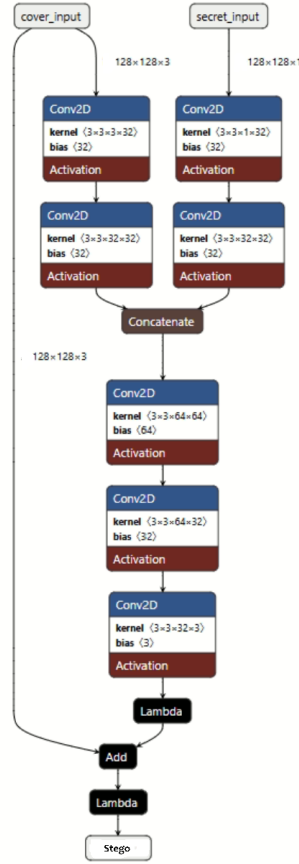 cover_input secret_input
128×128×3 128×128×1
Conv2D Conv2D
kernel ⟨3×3×3×32⟩ kernel ⟨3×3×1×32⟩
bias ⟨32⟩ bias ⟨32⟩
Activation Activation
Conv2D Conv2D
kernel ⟨3×3×32×32⟩ kernel ⟨3×3×32×32⟩
bias ⟨32⟩ bias ⟨32⟩
Activation Activation
Concatenate
128×128×3
Conv2D
kernel ⟨3×3×64×64⟩
bias ⟨64⟩
Activation
Conv2D
kernel ⟨3×3×64×32⟩
bias ⟨32⟩
Activation
Conv2D
kernel ⟨3×3×32×3⟩
bias ⟨3⟩
Activation
Lambda
Add
Lambda
Stego